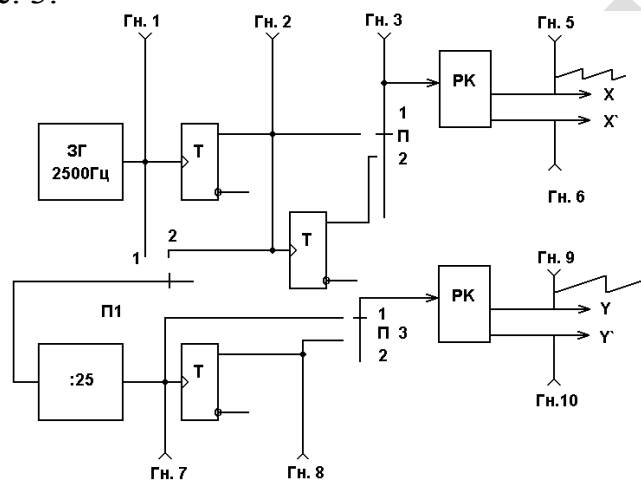 Гн. 1
Гн. 2
Гн. 3
Гн. 5
РК
X
X`
1
П
2
ЗГ
2500Гц
Т
Гн. 6
2
1
Т
Гн. 9
П1
РК
Y
Y`
1
П 3
2
:25
Т
Гн.10
Гн. 7
Гн. 8